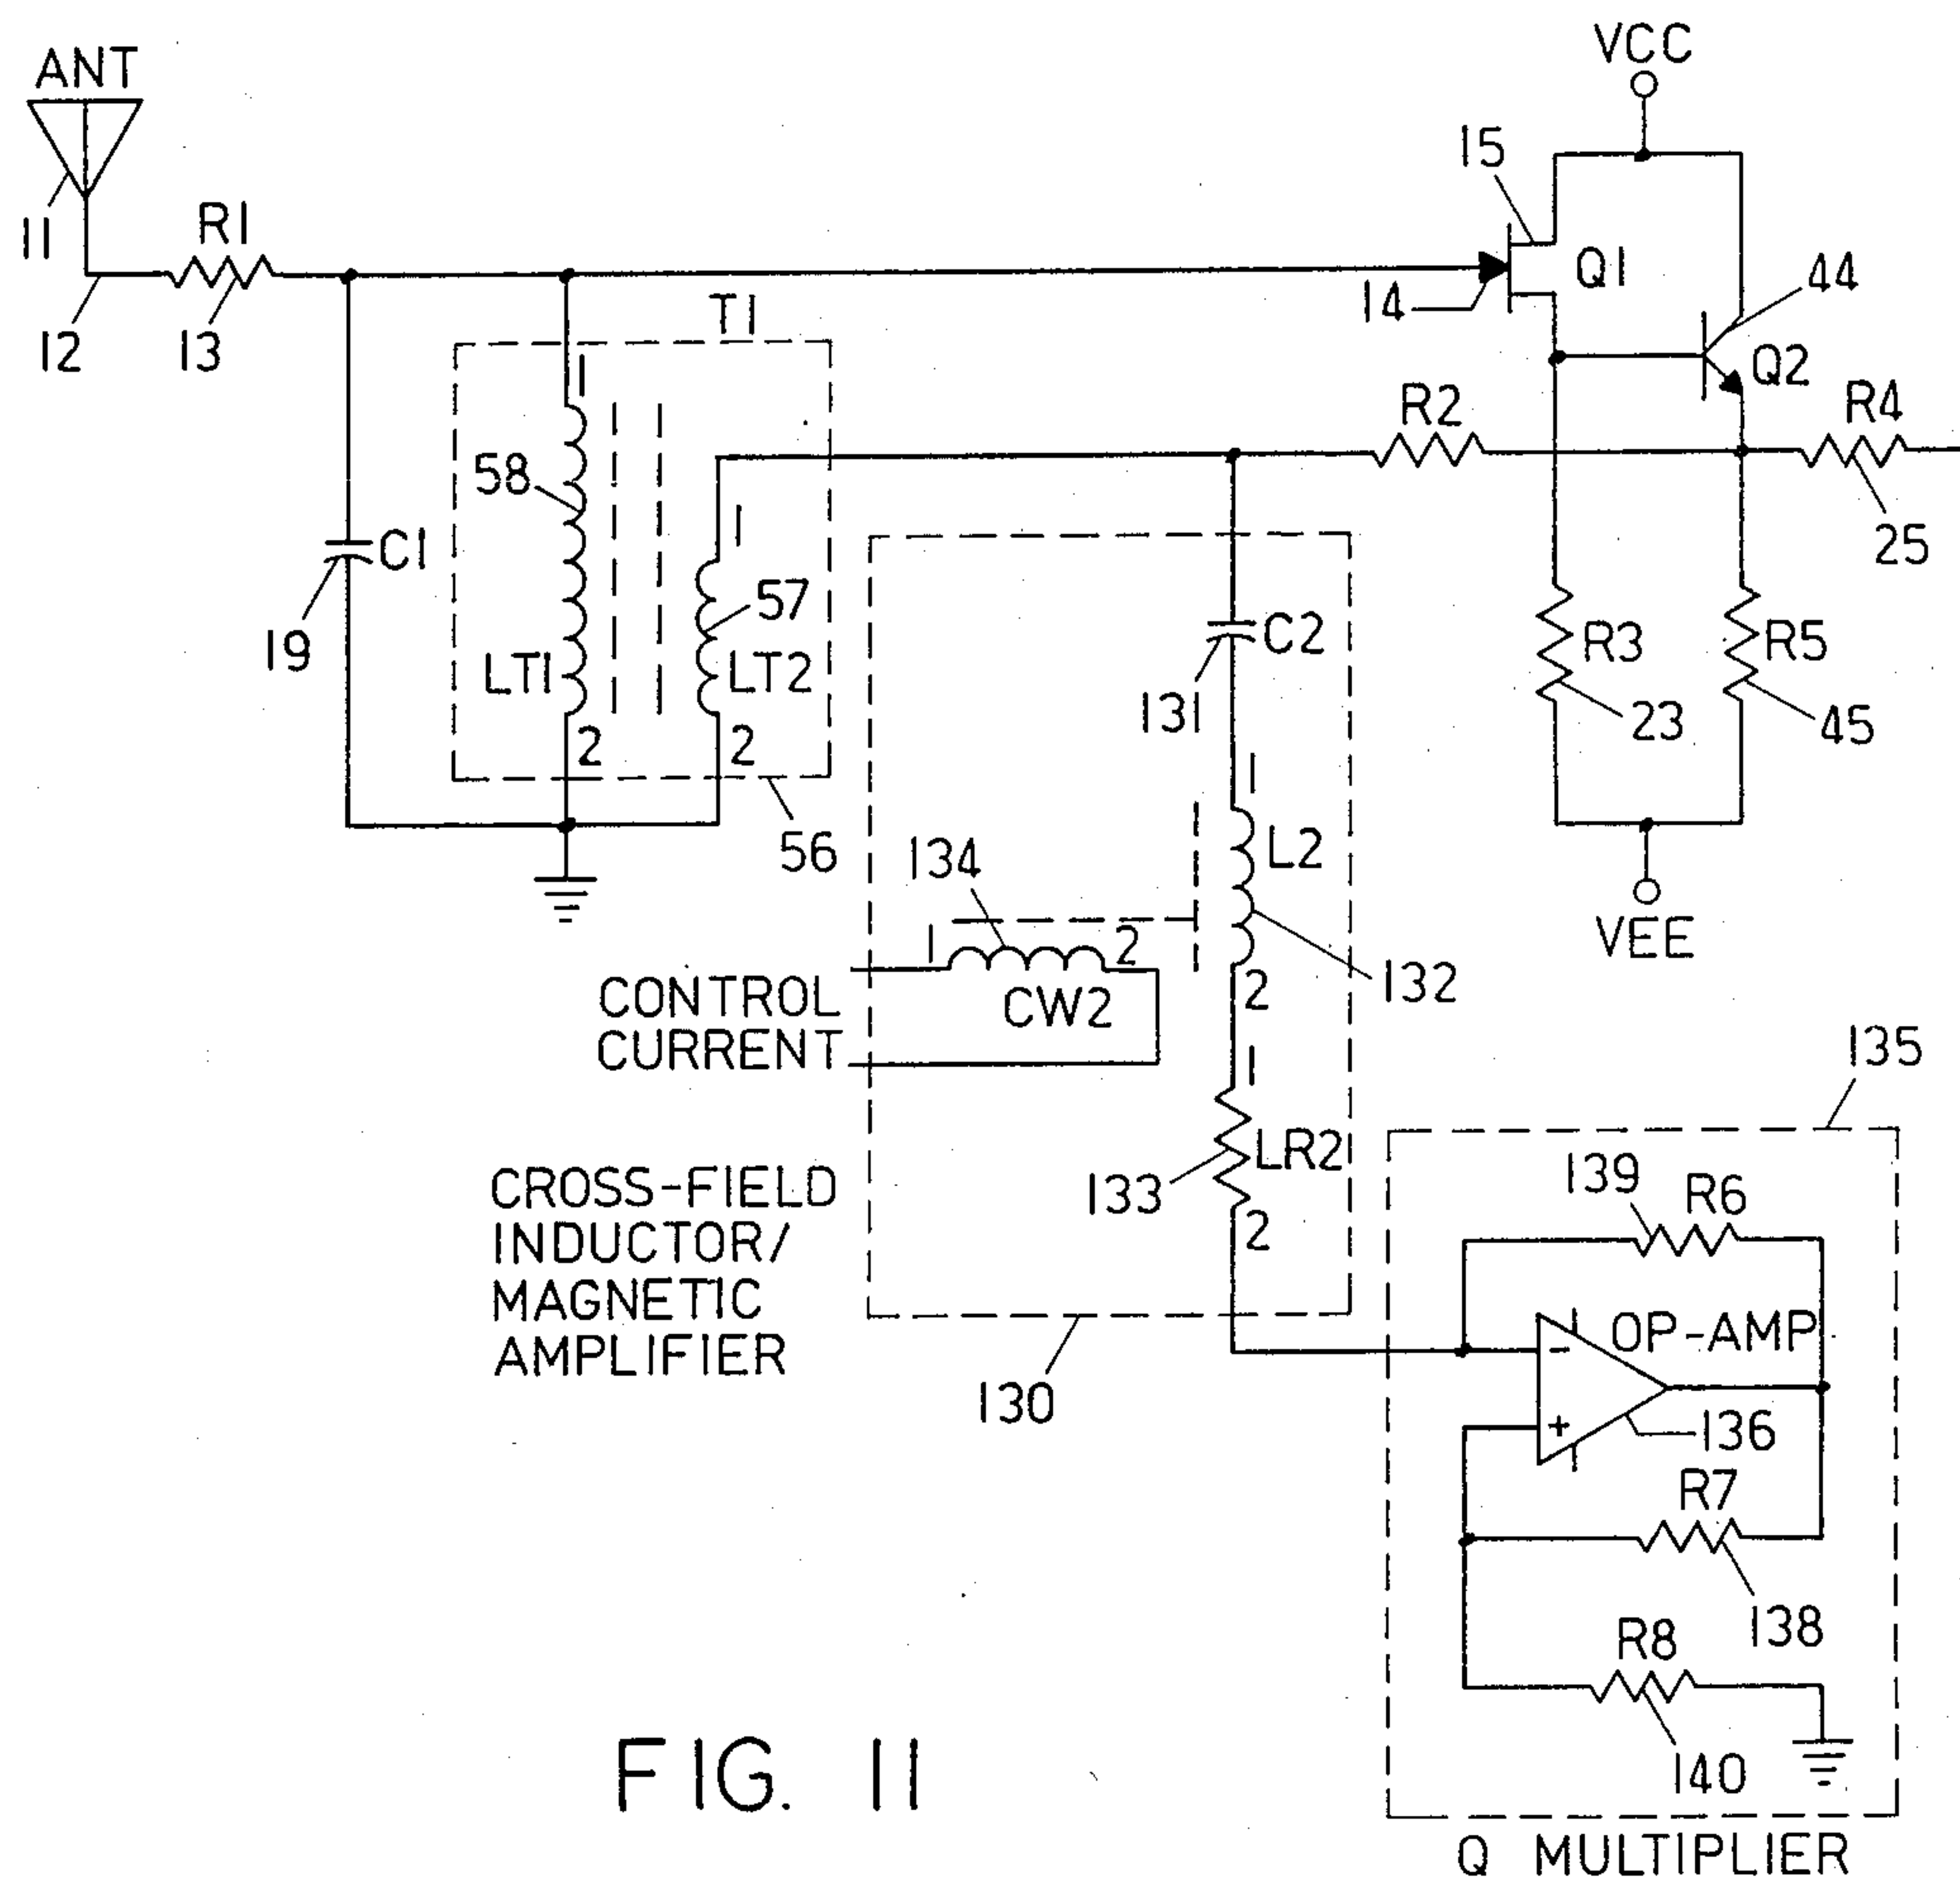 ANT
VCC
15
11
R1
Q1
44
14
12
13
T1
1
Q2
R2
R4
58
1
C1
57
25
19
LT1
LT2
C2
R3
R5
131
2
2
23
45
56
1
134
L2
1
2
VEE
CONTROL
CURRENT
CW2
2
132
1
135
LR2
133
139
R6
CROSS-FIELD
INDUCTOR/
MAGNETIC
AMPLIFIER
2
-
OP-AMP
130
+
136
R7
138
R8
140
FIG. 11
Q MULTIPLIER